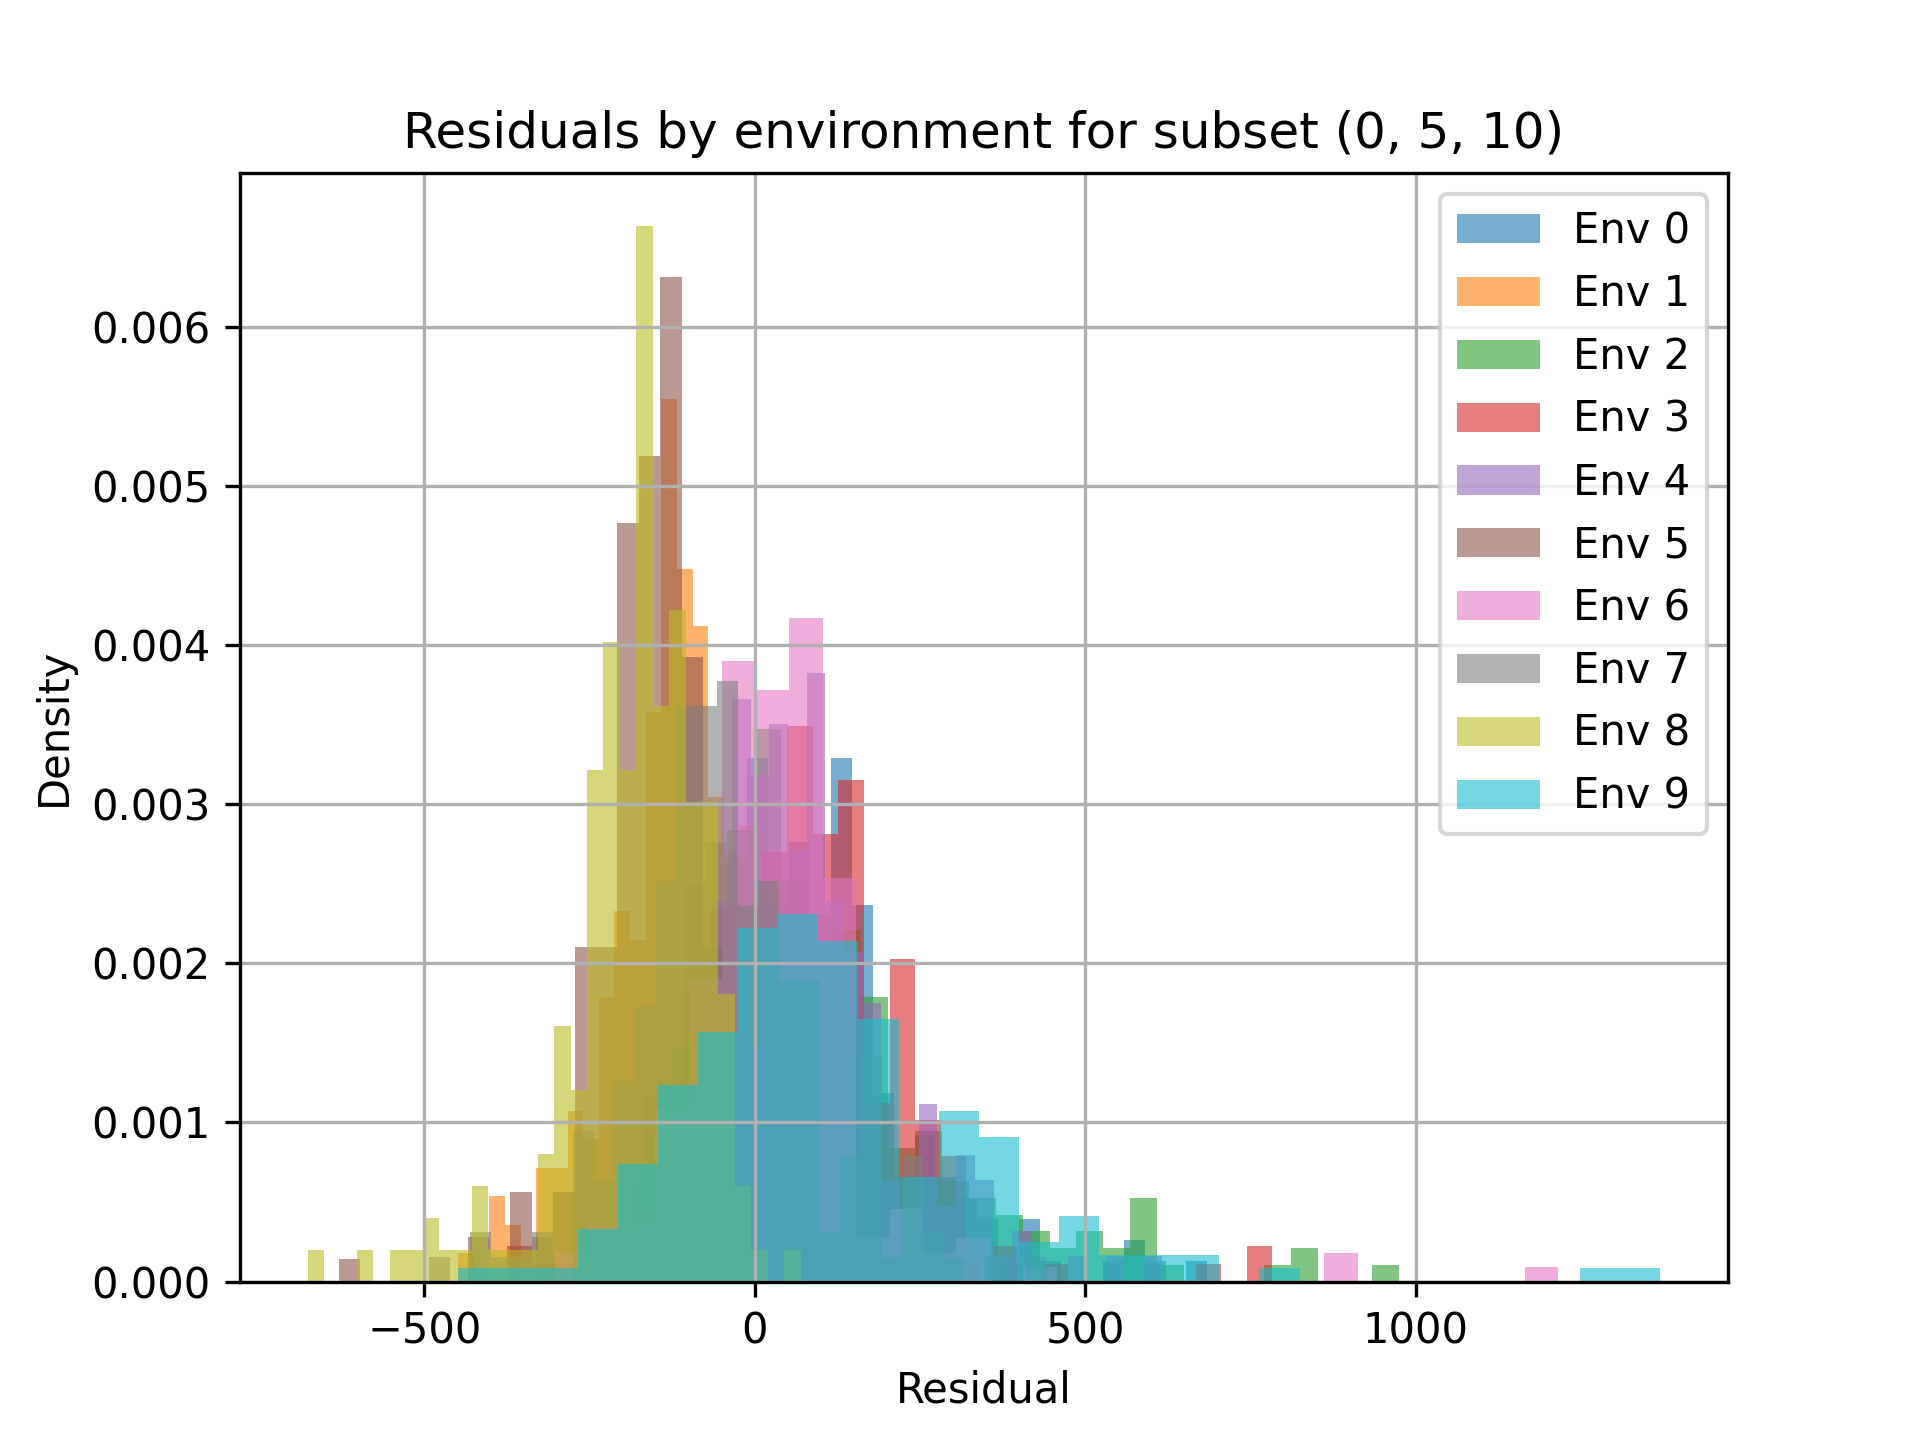 Residuals by environment for subset (0, 5, 10)
Env 0
Env 1
Env 2
Env 3
Env 4
Env 5
Env 6
Env 7
Env 8
Env 9
Density
0.006
0.005
0.004
0.003
0.002
0.001
0.000
−500 0 500 1000
Residual